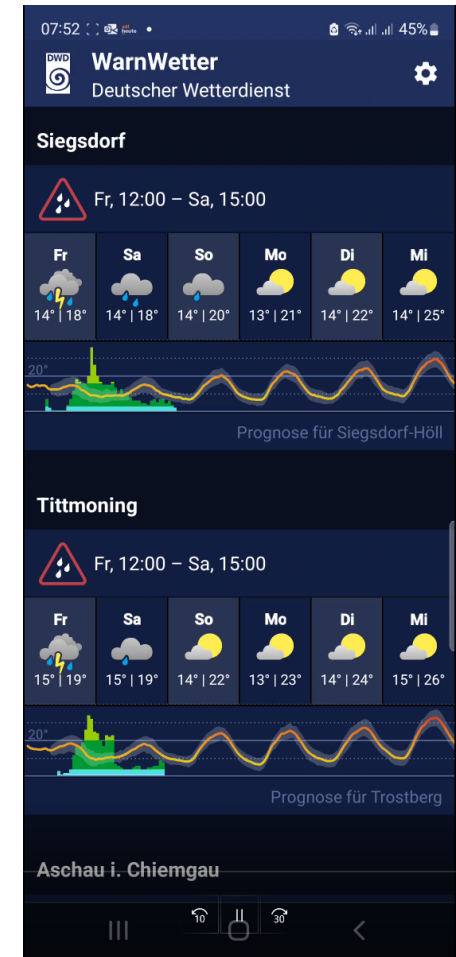 07:52 45%
DWD WarnWetter
Deutscher Wetterdienst
Siegsdorf
Fr, 12:00 – Sa, 15:00
Fr Sa So Mo Di Mi
14° | 18° 14° | 18° 14° | 20° 13° | 21° 14° | 22° 14° | 25°
20°
Prognose für Siegsdorf-Höll
Tittmoning
Fr, 12:00 – Sa, 15:00
Fr Sa So Mo Di Mi
15° | 19° 15° | 19° 14° | 22° 13° | 23° 14° | 24° 15° | 26°
20°
Prognose für Trostberg
Aschau i. Chiemgau
10 30